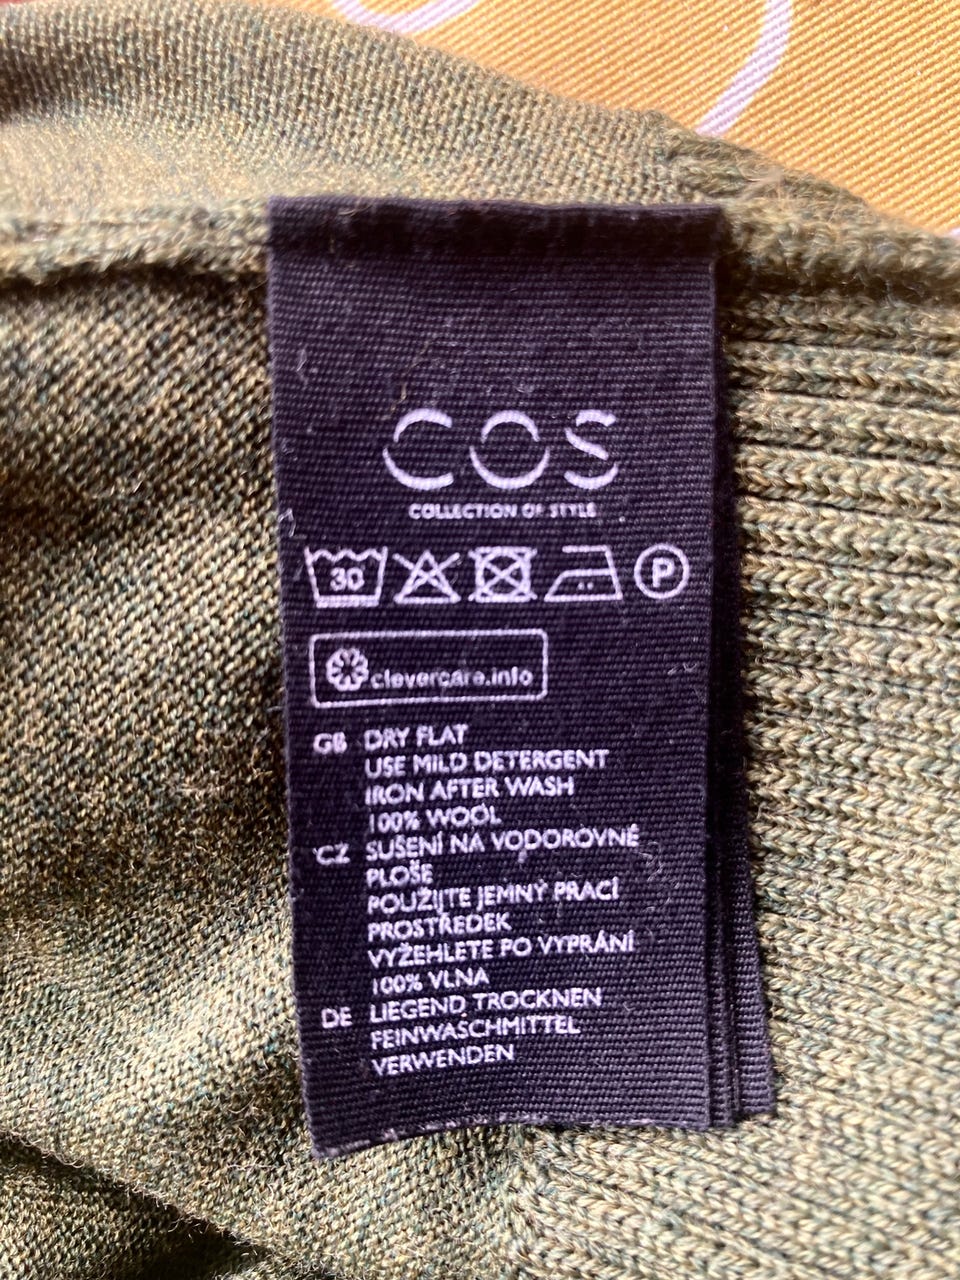 COS
COLLECTION OF STYLE
30 P
clevercare.info
GB DRY FLAT
USE MILD DETERGENT
IRON AFTER WASH
100% WOOL
CZ SUŠENÍ NA VODOROVNÉ
PLOŠE
POUŽIJTE JEMNÝ PRACÍ
PROSTŘEDEK
VYŽEHLETE PO VYPRÁNÍ
100% VLNA
DE LIEGEND TROCKNEN
FEINWASCHMITTEL
VERWENDEN